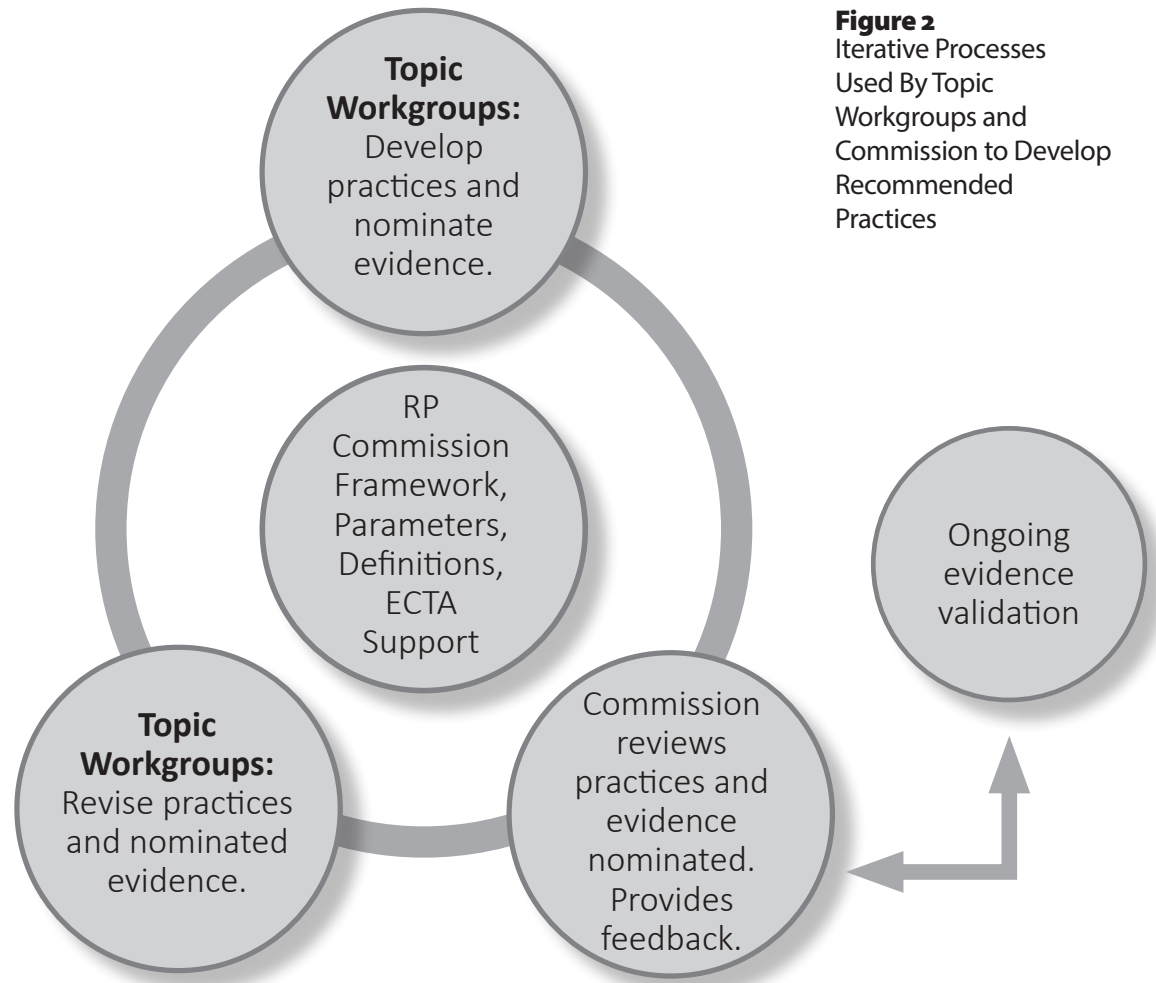 Figure 2
Iterative Processes
Used By Topic
Workgroups and
Commission to Develop
Recommended
Practices
Topic
Workgroups:
Develop
practices and
nominate
evidence.
RP
Commission
Framework,
Parameters,
Definitions,
ECTA
Support
Ongoing
evidence
validation
Topic
Workgroups:
Revise practices
and nominated
evidence.
Commission
reviews
practices and
evidence
nominated.
Provides
feedback.